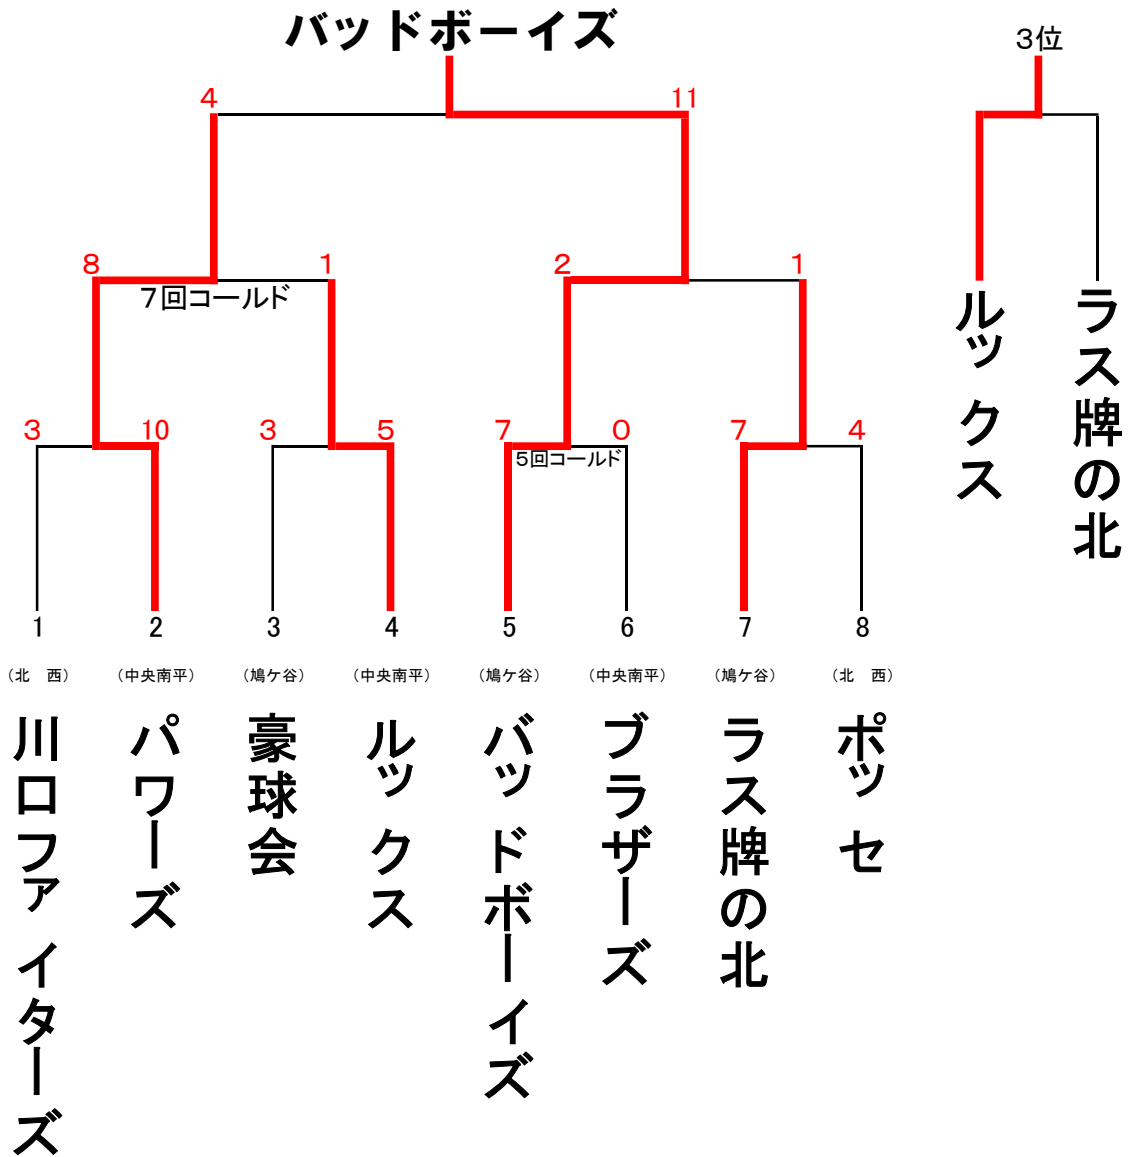 バッドボーイズ
3位
4
11
8
1
2
1
7回コールド
ルックス
ラス牌の北
3
10
3
5
7
0
7
4
5回コールド
1
2
3
4
5
6
7
8
(北 西)
(中央南平)
(鳩ケ谷)
(中央南平)
(鳩ケ谷)
(中央南平)
(鳩ケ谷)
(北 西)
川口ファイターズ
パワーズ
豪球会
ルックス
バッドボーイズ
ブラザーズ
ラス牌の北
ポッセ